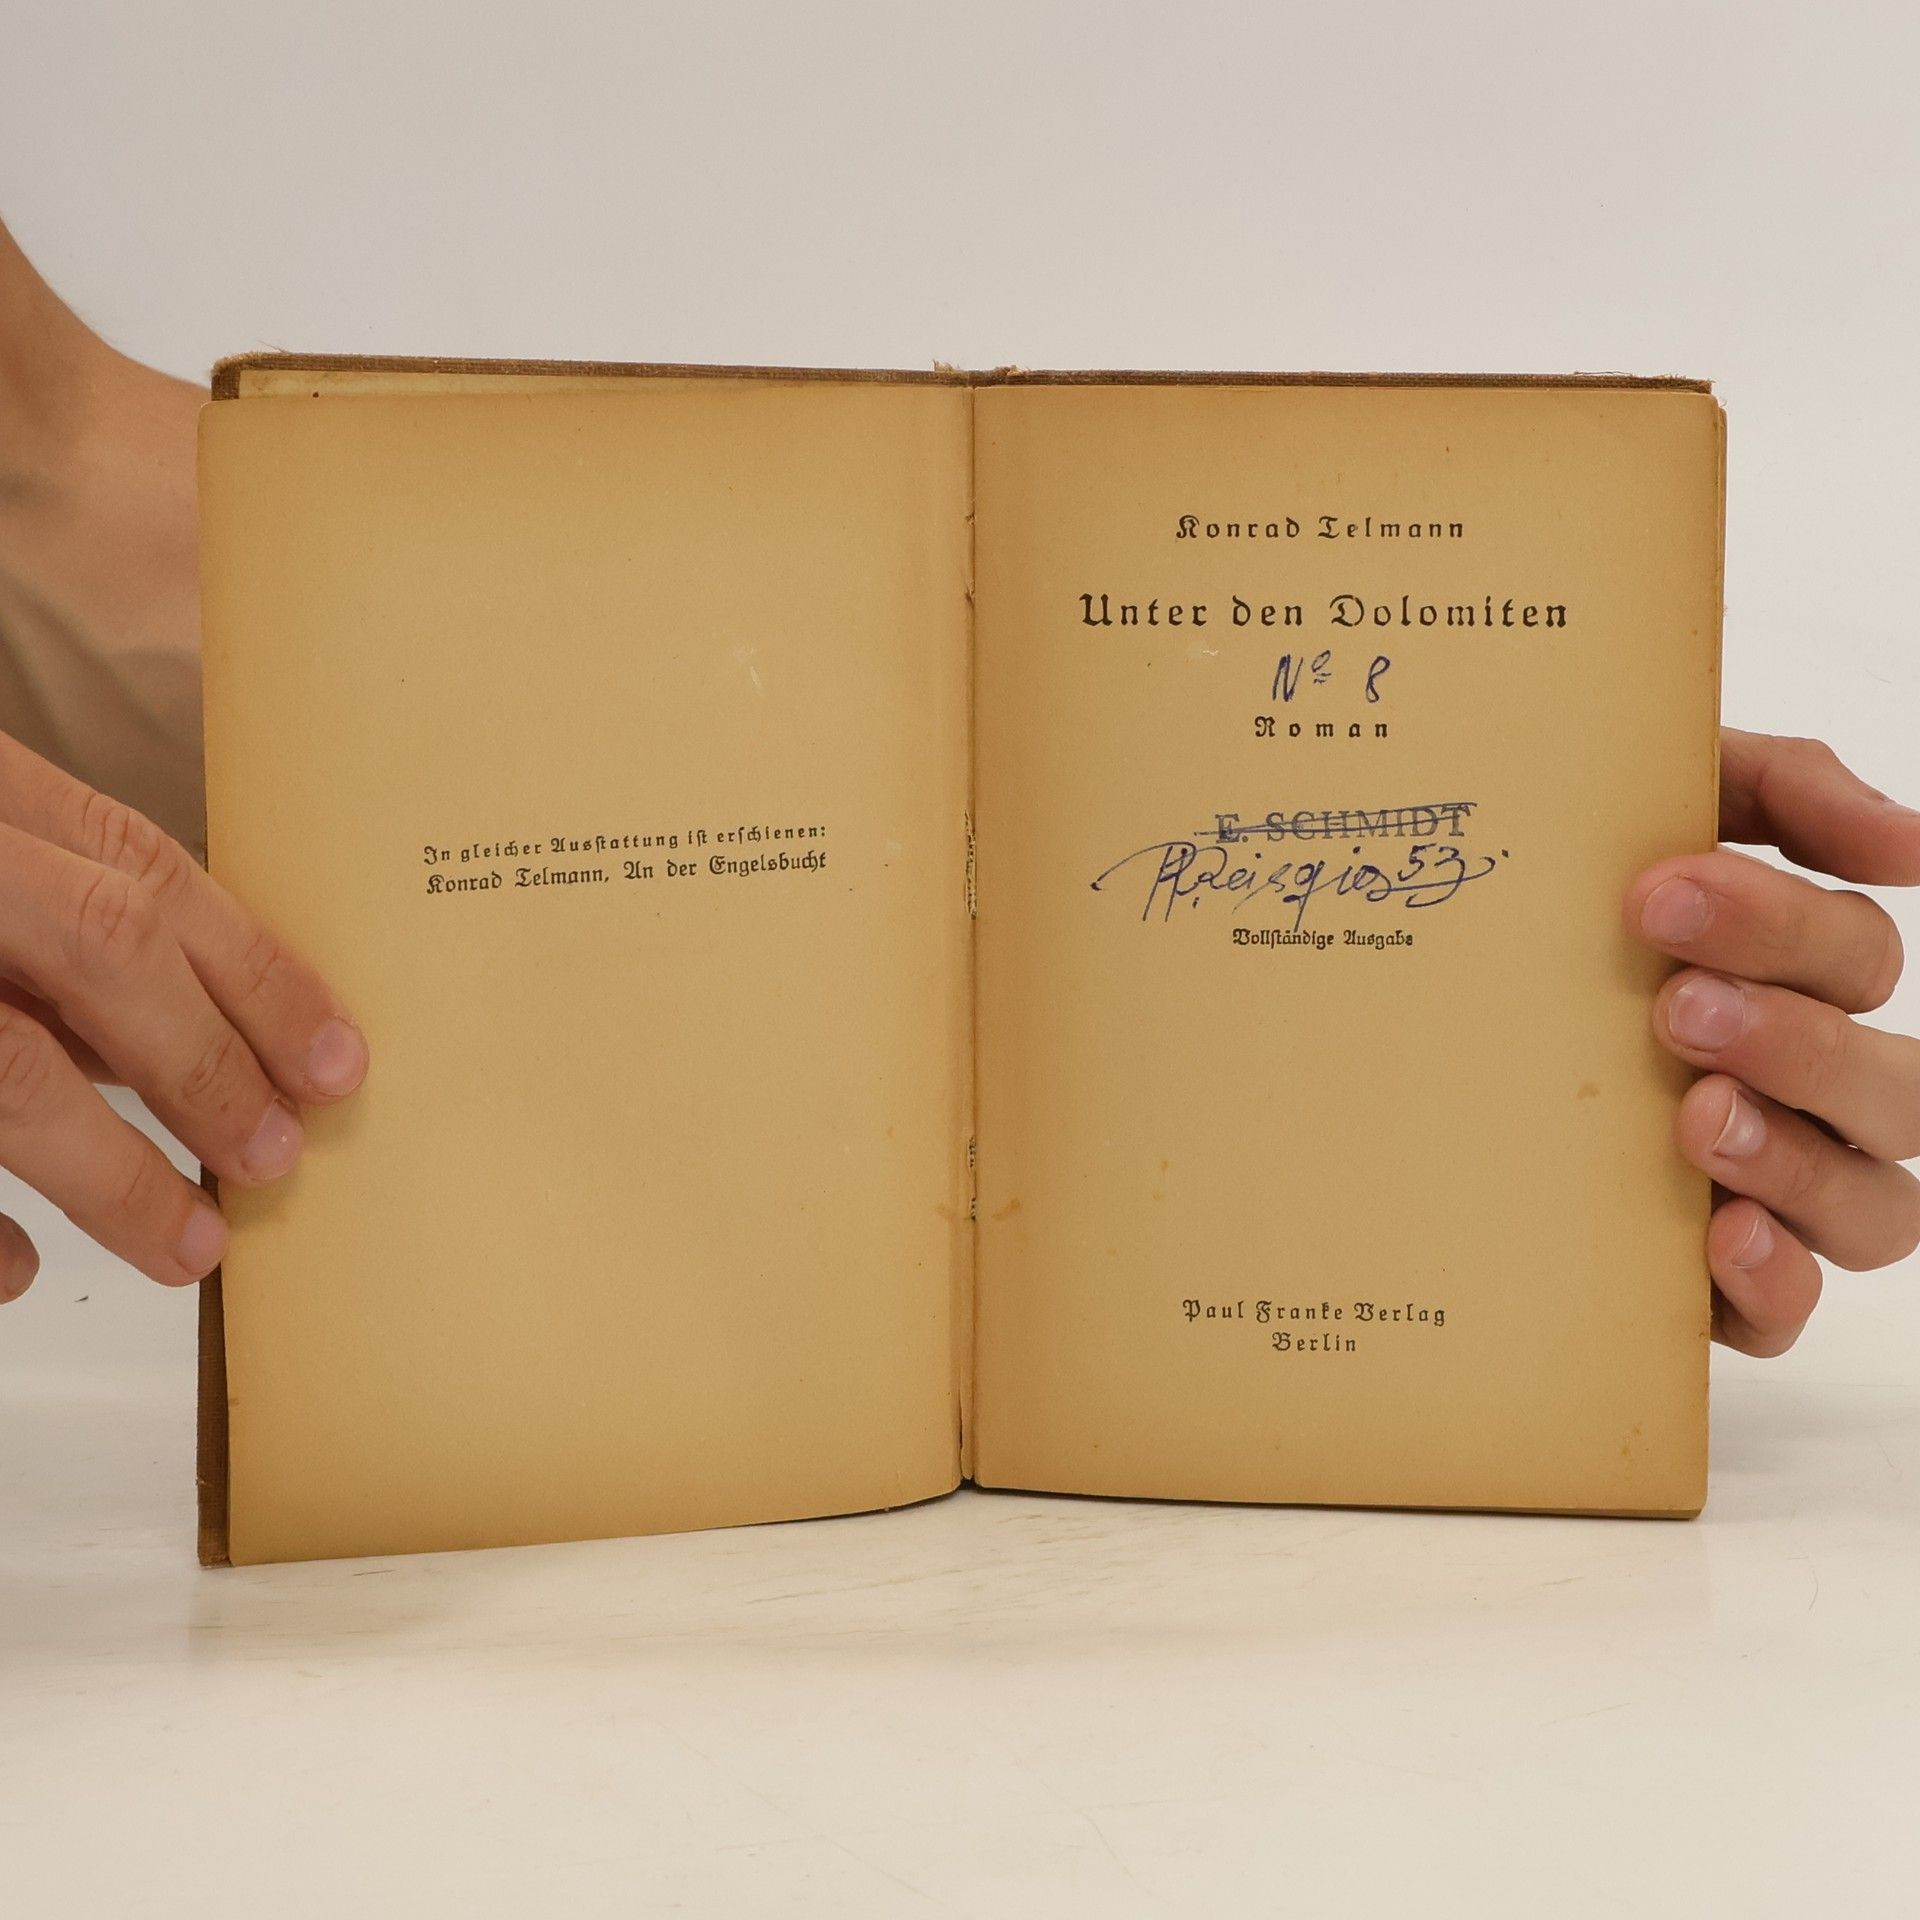 In gleicher Ausstattung ist erschienen:
Konrad Telmann, An der Engelsbucht
Konrad Telmann
Unter den Dolomiten
Nº 8
Roman
E. SCHMIDT
53
Vollständige Ausgabe
Paul Franke Verlag
Berlin